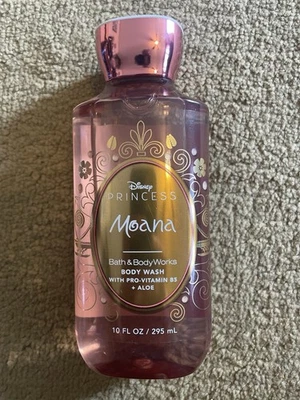 Disney
PRINCESS
Moana
Bath & Body Works
BODY WASH
WITH PRO-VITAMIN B5
+ ALOE
10 FL OZ / 295 mL